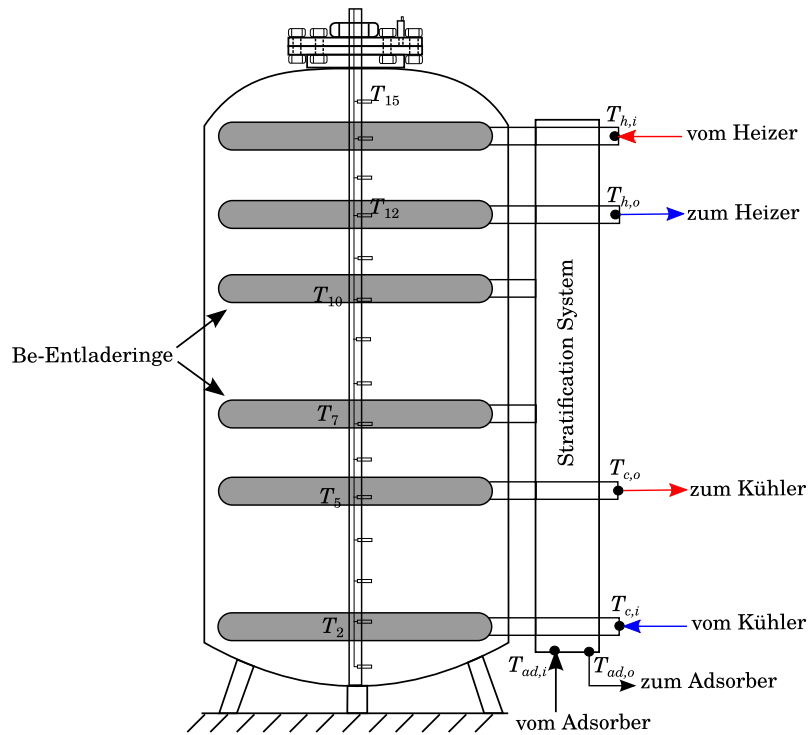 T15
Th,i
vom Heizer
T12
Th,o
zum Heizer
T10
Stratification System
Be-Entladeringe
T7
Tc,o
T5
zum Kühler
Tc,i
T2
vom Kühler
Tad,i
Tad,o
zum Adsorber
vom Adsorber